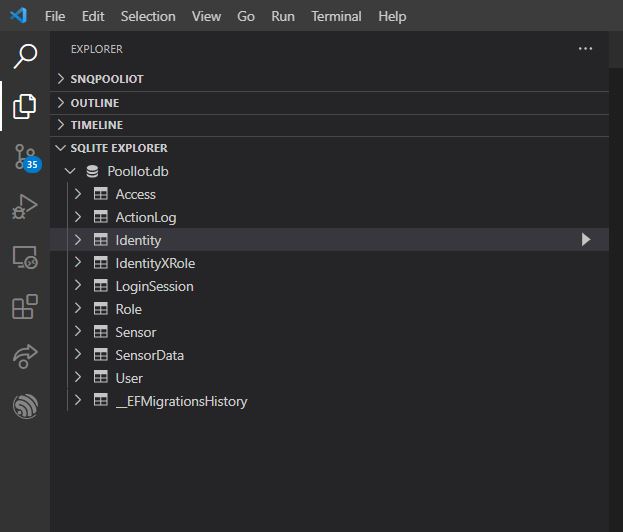 File Edit Selection View Go Run Terminal Help
EXPLORER
SNQPOOLIOT
OUTLINE
TIMELINE
SQLITE EXPLORER
PoolIot.db
Access
ActionLog
Identity
IdentityXRole
LoginSession
Role
Sensor
SensorData
User
__EFMigrationsHistory
35